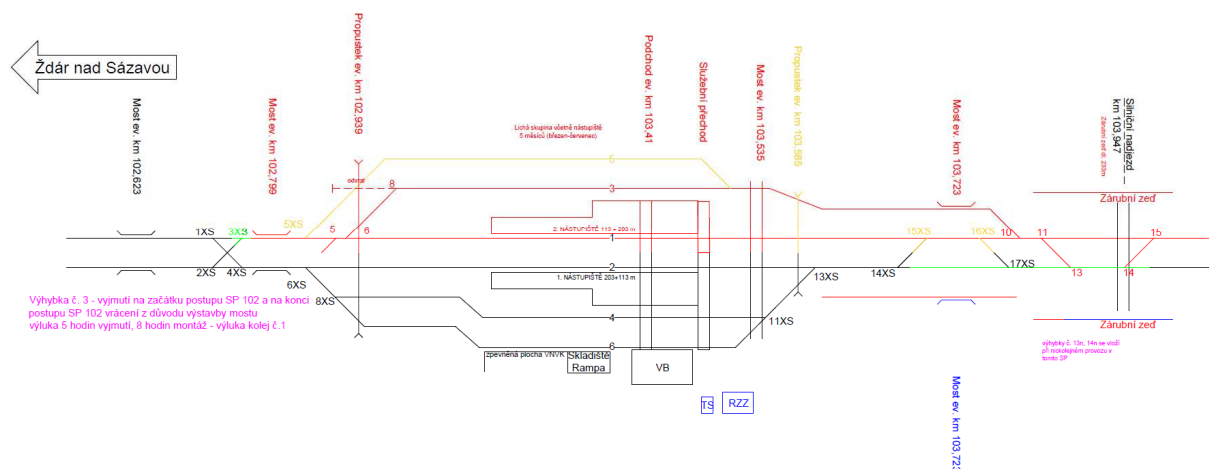 Ždár nad Sázavou
Most ev. km 102,623
Most ev. km 102,799
Propustek ev. km 102,939
Lichá skupina včetně nástupiště
5 měsíců (březen-červenec)
Podchod ev. km 103,41
Služební přechod
Most ev. km 103,535
Propustek ev. km 103,585
Most ev. km 103,723
Zárubní zeď dl. 233m
Silniční nadjezd
km 103,947
odvrat
8
5
3
Zárubní zeď
1XS
3XS
5XS
5
6
2. NÁSTUPIŠTĚ 113 + 203 m
1
15XS
16XS
10
11
15
2XS
4XS
6XS
2
13XS
14XS
17XS
13
14
1. NÁSTUPIŠTĚ 203+113 m
8XS
4
11XS
6
Výhybka č. 3 - vyjmutí na začátku postupu SP 102 a na konci
postupu SP 102 vrácení z důvodu výstavby mostu
výluka 5 hodin vyjmutí, 8 hodin montáž - výluka kolej č.1
Zárubní zeď
výhybky č. 13n, 14n se vloží
při nickolejném provozu v
tomto SP
zpevněná plocha VNVK
Skladiště
Rampa
VB
TS
RZZ
Most ev. km 103,723